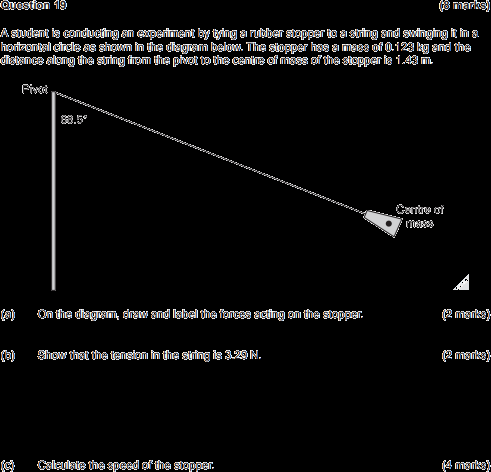 Question 19 (8 marks)
A student is conducting an experiment by tying a rubber stopper to a string and swinging it in a
horizontal circle as shown in the diagram below. The stopper has a mass of 0.123 kg and the
distance along the string from the pivot to the centre of mass of the stopper is 1.43 m.
Pivot
68.5°
Centre of
mass
(a) On the diagram, draw and label the forces acting on the stopper. (2 marks)
(b) Show that the tension in the string is 3.29 N. (2 marks)
(c) Calculate the speed of the stopper. (4 marks)